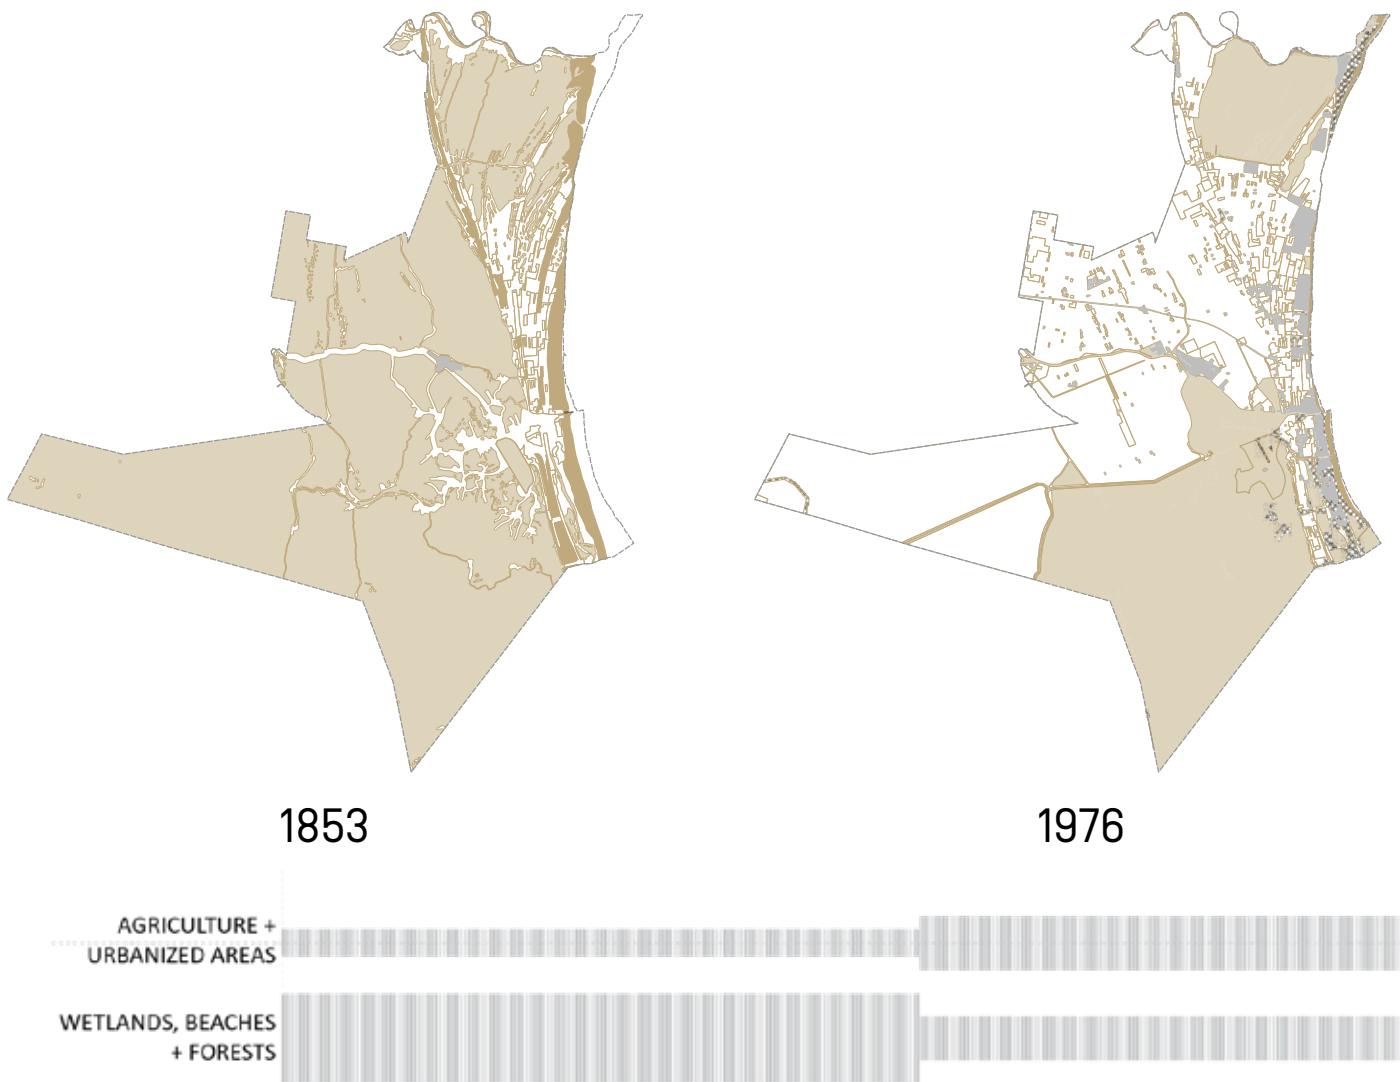 1853
1976
AGRICULTURE +
URBANIZED AREAS
WETLANDS, BEACHES
+ FORESTS